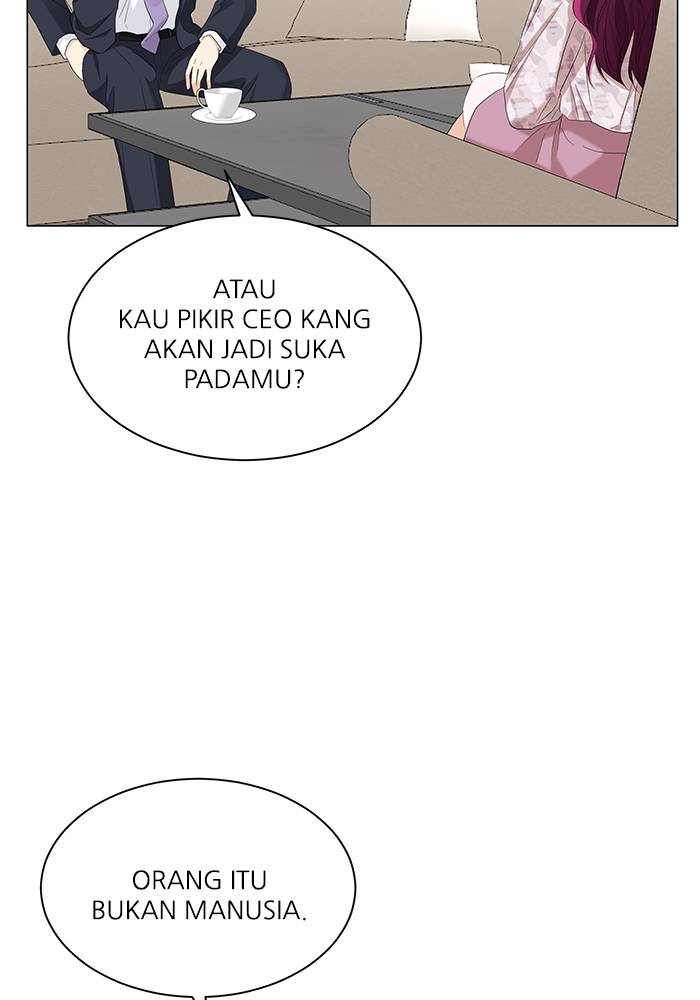 ATAU
KAU PIKIR CEO KANG
AKAN JADI SUKA
PADAMU?
ORANG ITU
BUKAN MANUSIA.